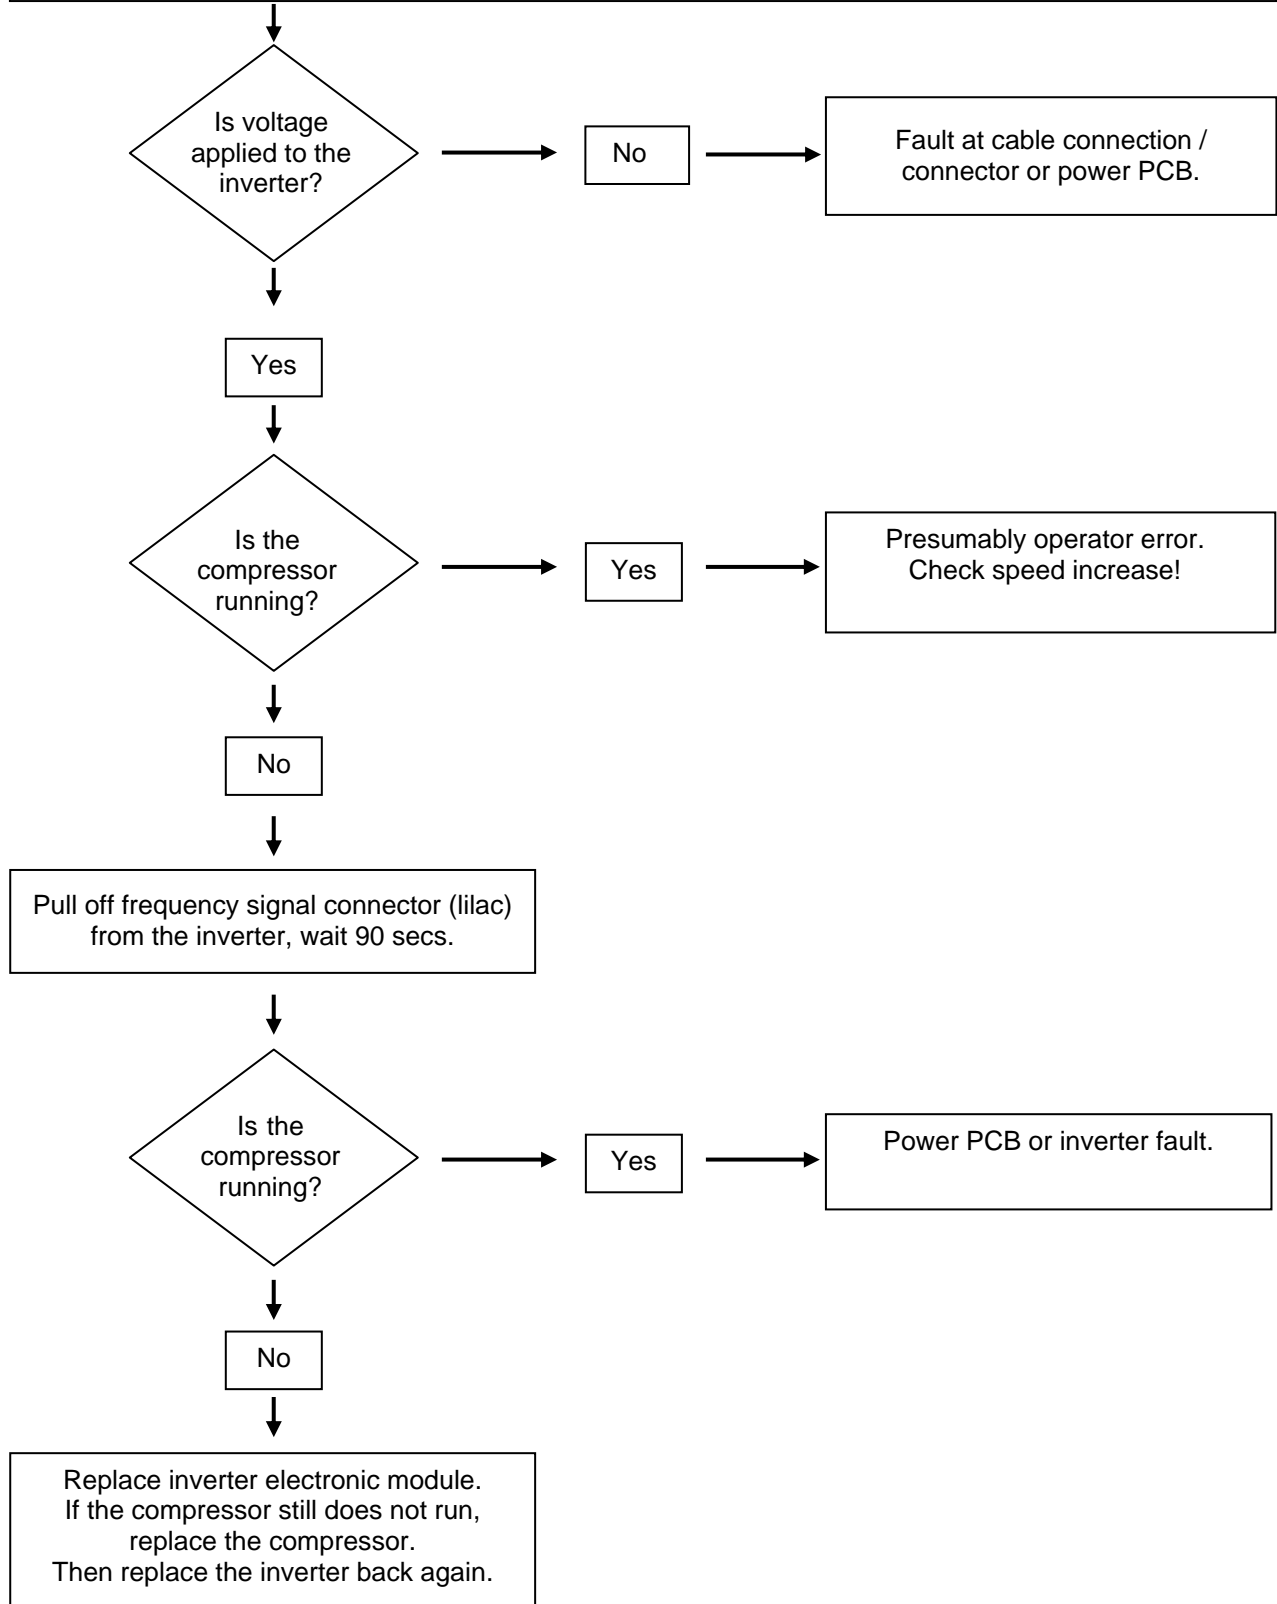 Is voltage
applied to the
inverter?
No
Fault at cable connection /
connector or power PCB.
Yes
Is the
compressor
running?
Yes
Presumably operator error.
Check speed increase!
No
Pull off frequency signal connector (lilac)
from the inverter, wait 90 secs.
Is the
compressor
running?
Yes
Power PCB or inverter fault.
No
Replace inverter electronic module.
If the compressor still does not run,
replace the compressor.
Then replace the inverter back again.